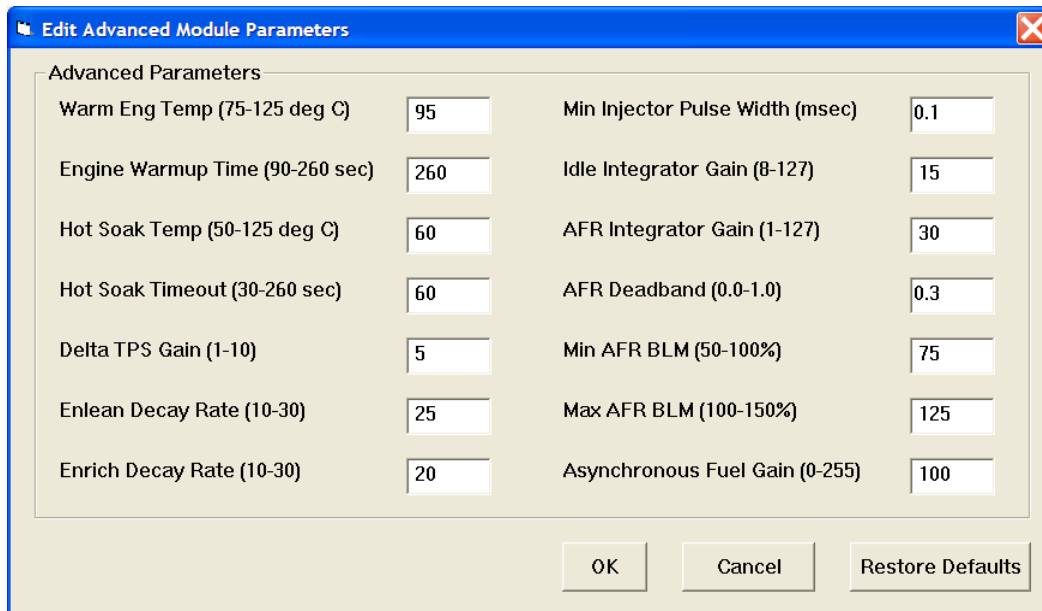 Edit Advanced Module Parameters
Advanced Parameters
Warm Eng Temp (75-125 deg C) 95
Engine Warmup Time (90-260 sec) 260
Hot Soak Temp (50-125 deg C) 60
Hot Soak Timeout (30-260 sec) 60
Delta TPS Gain (1-10) 5
Enlean Decay Rate (10-30) 25
Enrich Decay Rate (10-30) 20
Min Injector Pulse Width (msec) 0.1
Idle Integrator Gain (8-127) 15
AFR Integrator Gain (1-127) 30
AFR Deadband (0.0-1.0) 0.3
Min AFR BLM (50-100%) 75
Max AFR BLM (100-150%) 125
Asynchronous Fuel Gain (0-255) 100
OK Cancel Restore Defaults